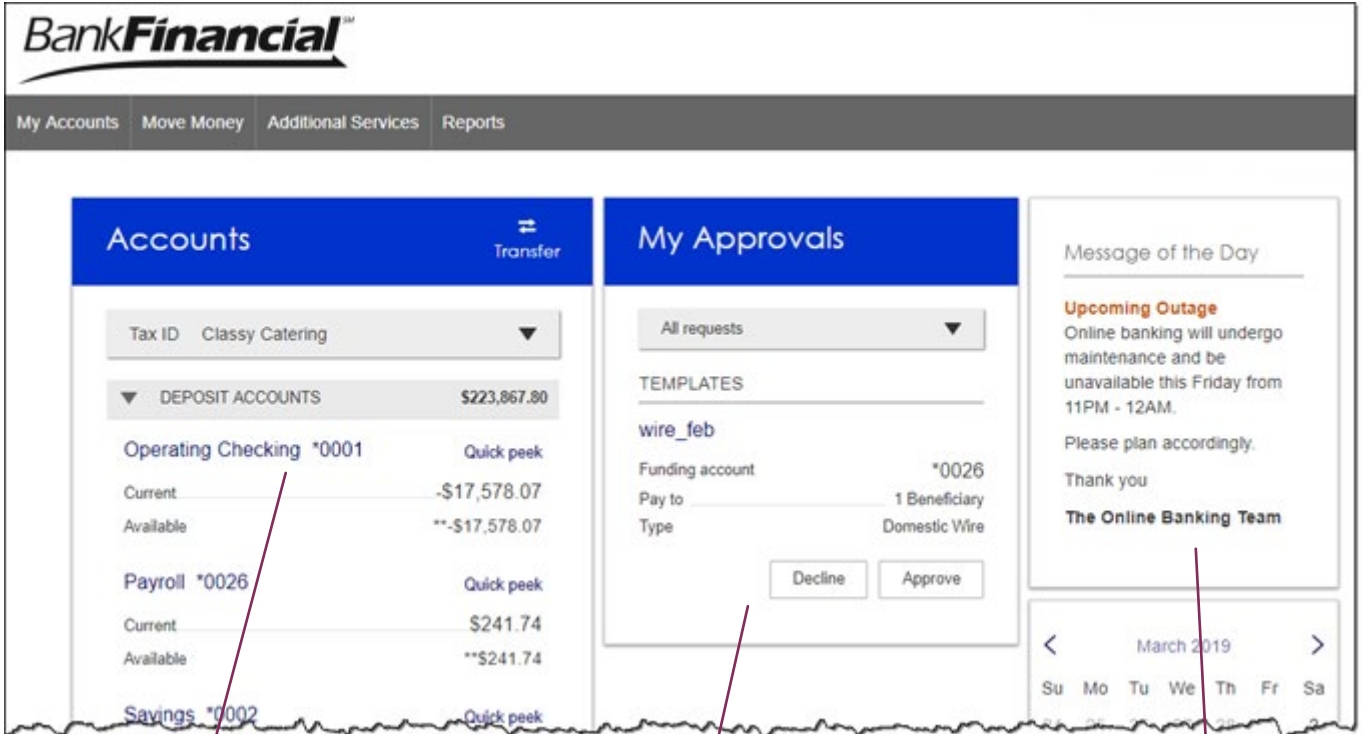 BankFinancial SM
My Accounts Move Money Additional Services Reports
Accounts
Transfer
Tax ID Classy Catering
DEPOSIT ACCOUNTS $223,867.80
Operating Checking *0001 Quick peek
Current -$17,578.07
Available **-$17,578.07
Payroll *0026 Quick peek
Current $241.74
Available **$241.74
Savings *0002 Quick peek
My Approvals
All requests
TEMPLATES
wire_feb
Funding account *0026
Pay to 1 Beneficiary
Type Domestic Wire
Decline Approve
Message of the Day
Upcoming Outage
Online banking will undergo
maintenance and be
unavailable this Friday from
11PM - 12AM.
Please plan accordingly.
Thank you
The Online Banking Team
March 2019
Su Mo Tu We Th Fr Sa